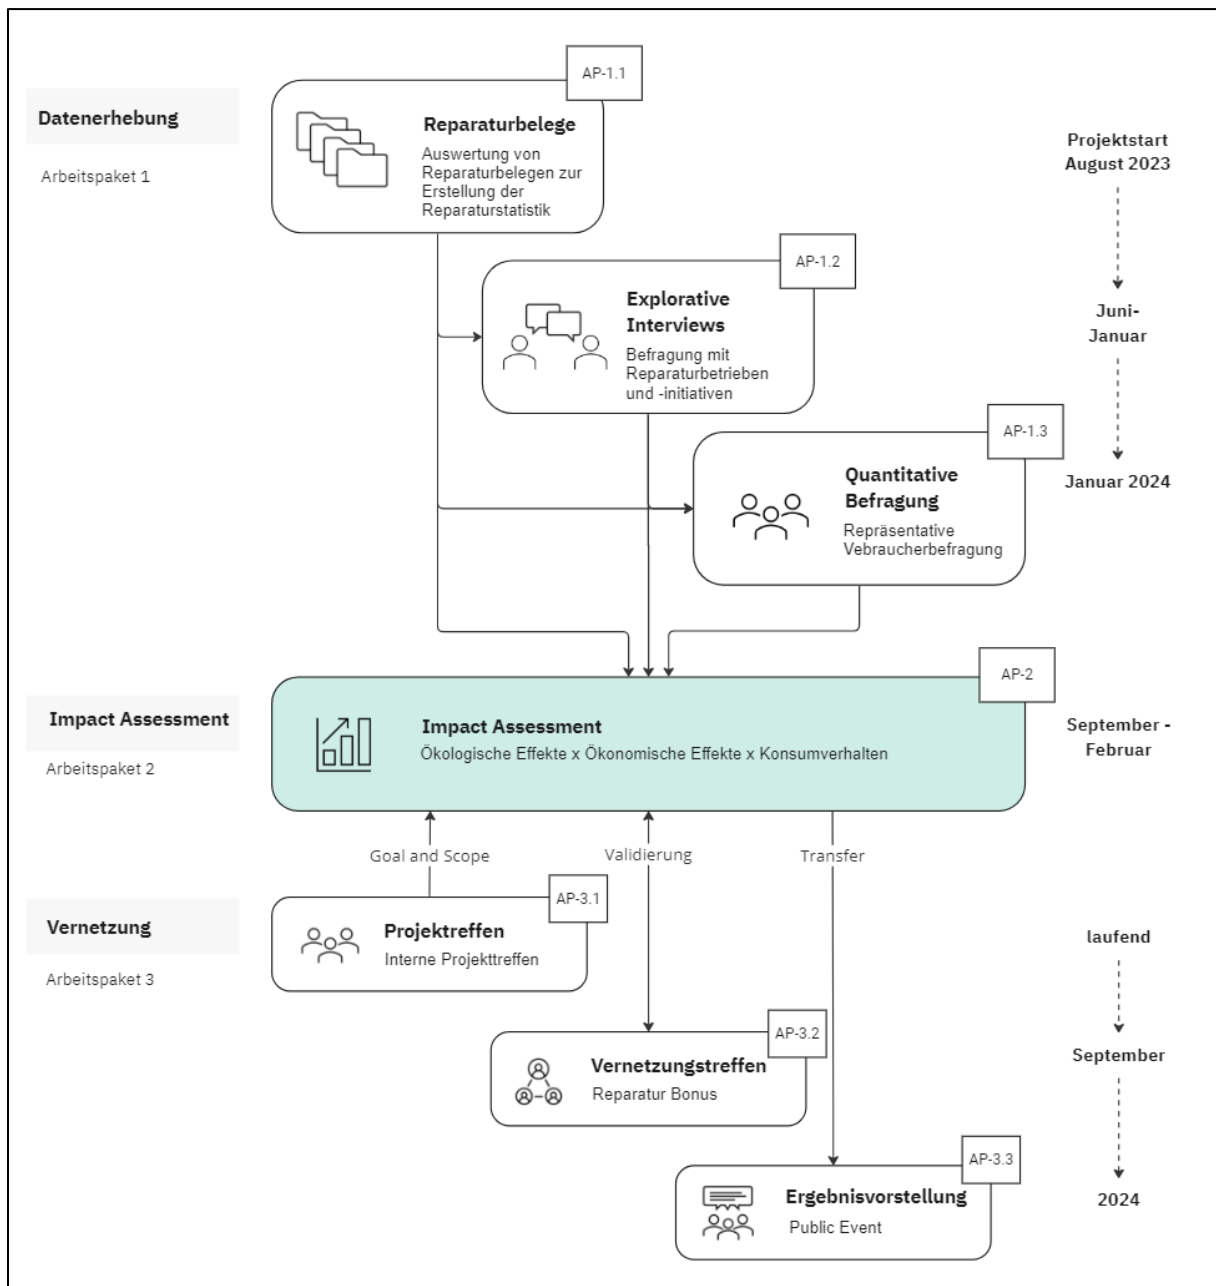 AP-1.1
Datenerhebung
Arbeitspaket 1
Reparaturbelege
Auswertung von
Reparaturbelegen zur
Erstellung der
Reparaturstatistik
Projektstart
August 2023
AP-1.2
Explorative
Interviews
Befragung mit
Reparaturbetrieben
und -initiativen
Juni-
Januar
AP-1.3
Quantitative
Befragung
Repräsentative
Vebraucherbefragung
Januar 2024
AP-2
Impact Assessment
Arbeitspaket 2
Impact Assessment
Ökologische Effekte x Ökonomische Effekte x Konsumverhalten
September -
Februar
Goal and Scope
Validierung
Transfer
AP-3.1
Vernetzung
Arbeitspaket 3
Projektreffen
Interne Projekttreffen
laufend
AP-3.2
Vernetzungstreffen
Reparatur Bonus
September
AP-3.3
Ergebnisvorstellung
Public Event
2024